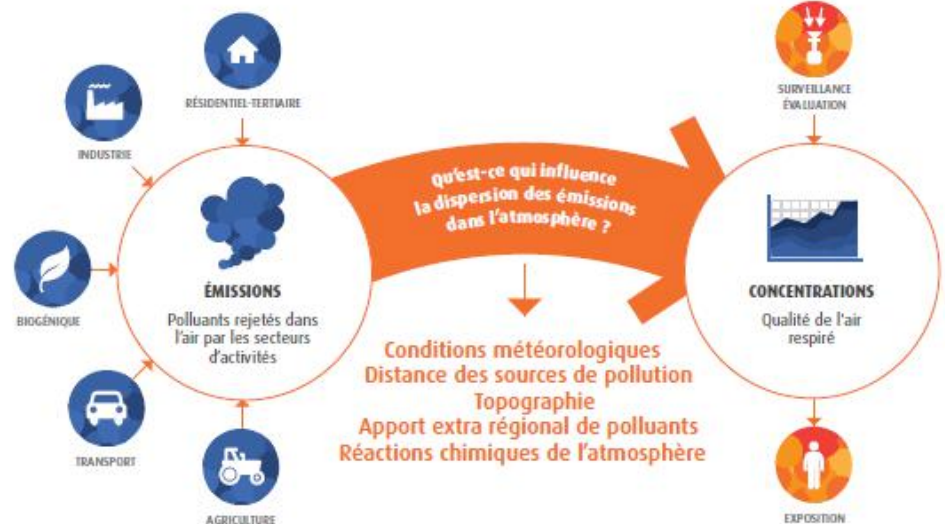 RÉSIDENTIEL-TERTIAIRE
INDUSTRIE
BIOGÉNIQUE
TRANSPORT
AGRICULTURE
ÉMISSIONS
Polluants rejetés dans
l'air par les secteurs
d'activités
Qu'est-ce qui influence
la dispersion des émissions
dans l'atmosphère ?
Conditions météorologiques
Distance des sources de pollution
Topographie
Apport extra régional de polluants
Réactions chimiques de l'atmosphère
SURVEILLANCE
ÉVALUATION
CONCENTRATIONS
Qualité de l'air
respiré
EXPOSITION